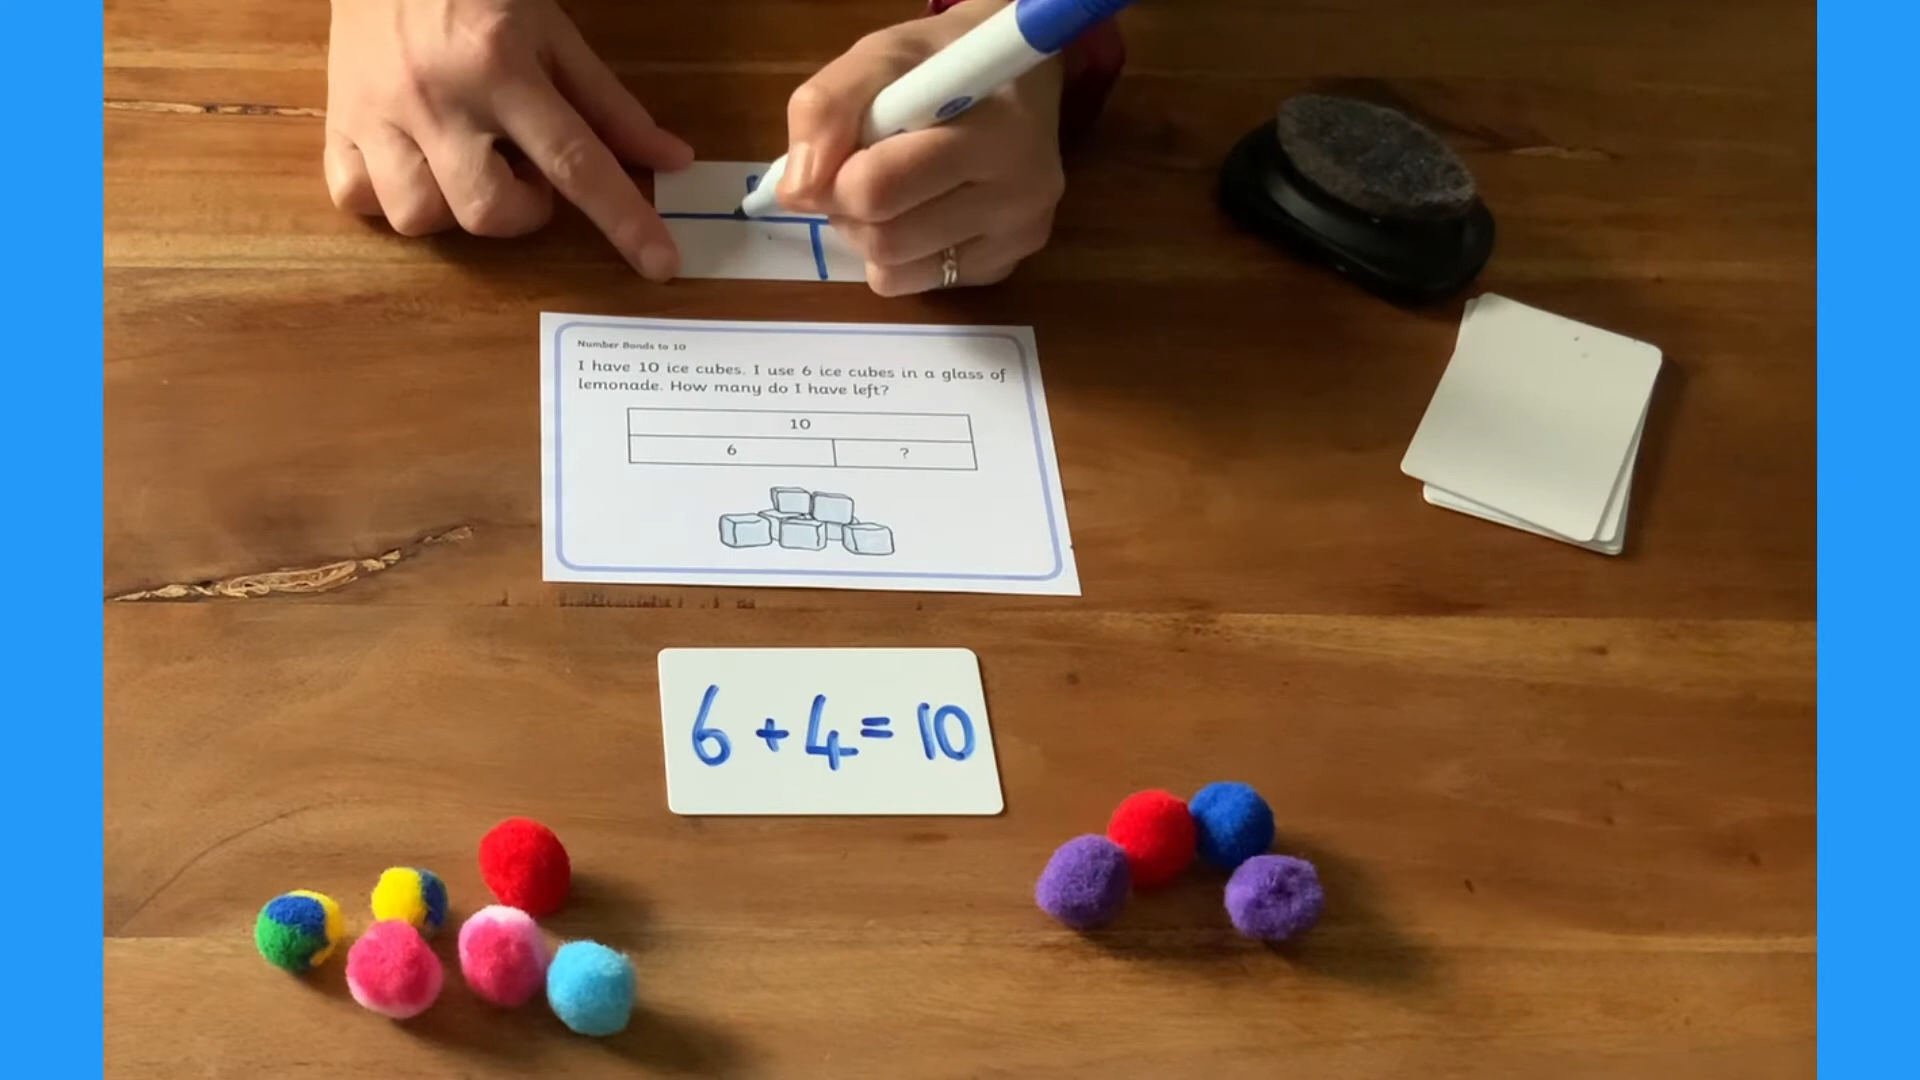 Number Bonds to 10
I have 10 ice cubes. I use 6 ice cubes in a glass of
lemonade. How many do I have left?
10
6 ?
6 + 4 = 10